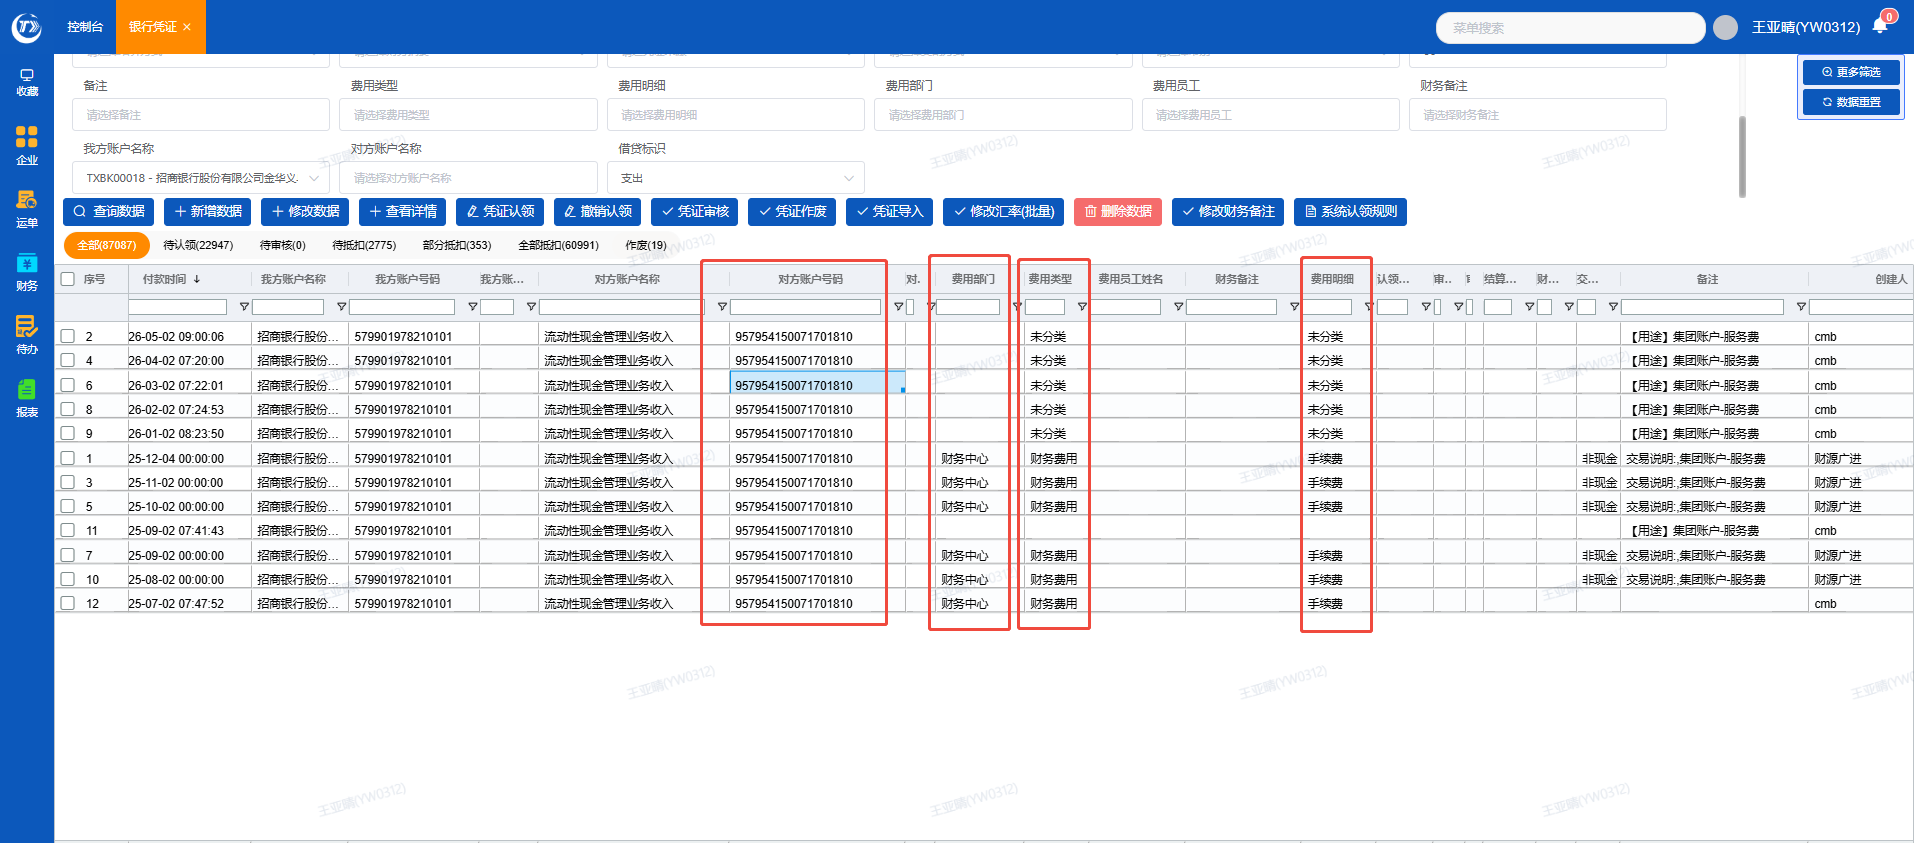 控制台 银行凭证 × 菜单搜索 王亚晴(YW0312) 0
收藏
企业
运单
财务
待办
报表
更多筛选
数据重置
备注 费用类型 费用明细 费用部门 费用员工 财务备注
请选择备注 请选择费用类型 请选择费用明细 请选择费用部门 请选择费用员工 请选择财务备注
我方账户名称 对方账户名称 借贷标识
TXBK00018 - 招商银行股份有限公司金华义. 请选择对方账户名称 支出
查询数据 新增数据 修改数据 查看详情 凭证认领 撤销认领 凭证审核 凭证作废 凭证导入 修改汇率(批量) 删除数据 修改财务备注 系统认领规则
全部(87087) 待认领(22947) 待审核(0) 待抵扣(2775) 部分抵扣(353) 全部抵扣(60991) 作废(19)
序号 付款时间 ↓ 我方账户名称 我方账户号码 我方账... 对方账户名称 对方账户号码 对. 费用部门 费用类型 费用员工姓名 财务备注 费用明细 认领... 审.. 结算... 财... 交... 备注 创建人
2 26-05-02 09:00:06 招商银行股份... 579901978210101 流动性现金管理业务收入 957954150071701810 未分类 未分类 【用途】集团账户-服务费 cmb
4 26-04-02 07:20:00 招商银行股份... 579901978210101 流动性现金管理业务收入 957954150071701810 未分类 未分类 【用途】集团账户-服务费 cmb
6 26-03-02 07:22:01 招商银行股份... 579901978210101 流动性现金管理业务收入 957954150071701810 未分类 未分类 【用途】集团账户-服务费 cmb
8 26-02-02 07:24:53 招商银行股份... 579901978210101 流动性现金管理业务收入 957954150071701810 未分类 未分类 【用途】集团账户-服务费 cmb
9 26-01-02 08:23:50 招商银行股份... 579901978210101 流动性现金管理业务收入 957954150071701810 未分类 未分类 【用途】集团账户-服务费 cmb
1 25-12-04 00:00:00 招商银行股份... 579901978210101 流动性现金管理业务收入 957954150071701810 财务中心 财务费用 手续费 非现金 交易说明:,集团账户-服务费 财源广进
3 25-11-02 00:00:00 招商银行股份... 579901978210101 流动性现金管理业务收入 957954150071701810 财务中心 财务费用 手续费 非现金 交易说明:,集团账户-服务费 财源广进
5 25-10-02 00:00:00 招商银行股份... 579901978210101 流动性现金管理业务收入 957954150071701810 财务中心 财务费用 手续费 非现金 交易说明:,集团账户-服务费 财源广进
11 25-09-02 07:41:43 招商银行股份... 579901978210101 流动性现金管理业务收入 957954150071701810 【用途】集团账户-服务费 cmb
7 25-09-02 00:00:00 招商银行股份... 579901978210101 流动性现金管理业务收入 957954150071701810 财务中心 财务费用 手续费 非现金 交易说明:,集团账户-服务费 财源广进
10 25-08-02 00:00:00 招商银行股份... 579901978210101 流动性现金管理业务收入 957954150071701810 财务中心 财务费用 手续费 非现金 交易说明:,集团账户-服务费 财源广进
12 25-07-02 07:47:52 招商银行股份... 579901978210101 流动性现金管理业务收入 957954150071701810 财务中心 财务费用 手续费 cmb